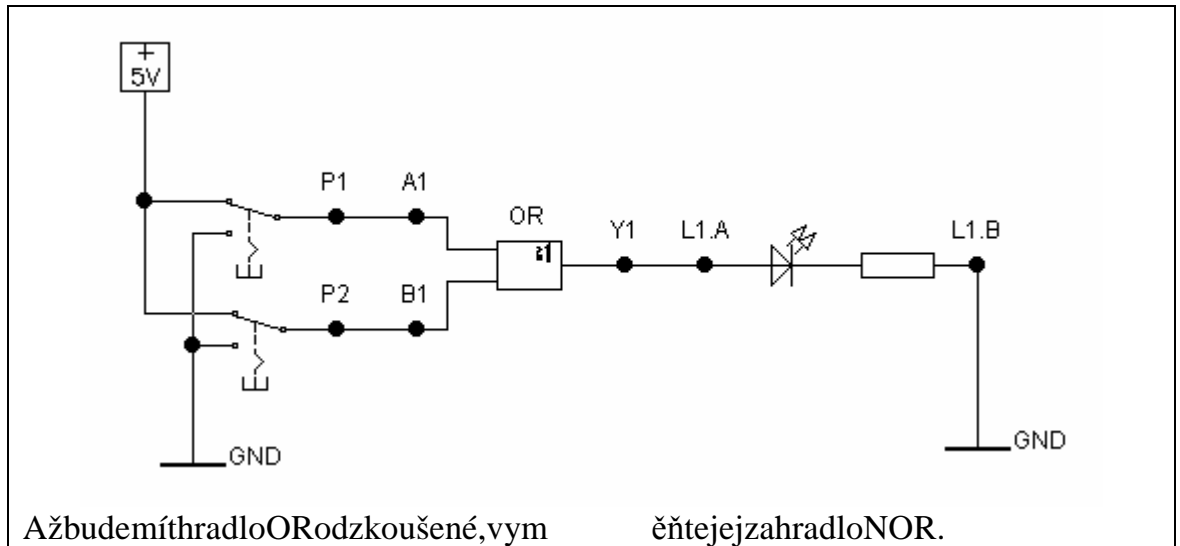 +
5V
P1 A1
OR
≥1
Y1 L1.A L1.B
P2 B1
GND
GND
AžbudemíthradloORodzkoušené,vym ěňtejejzahradloNOR.